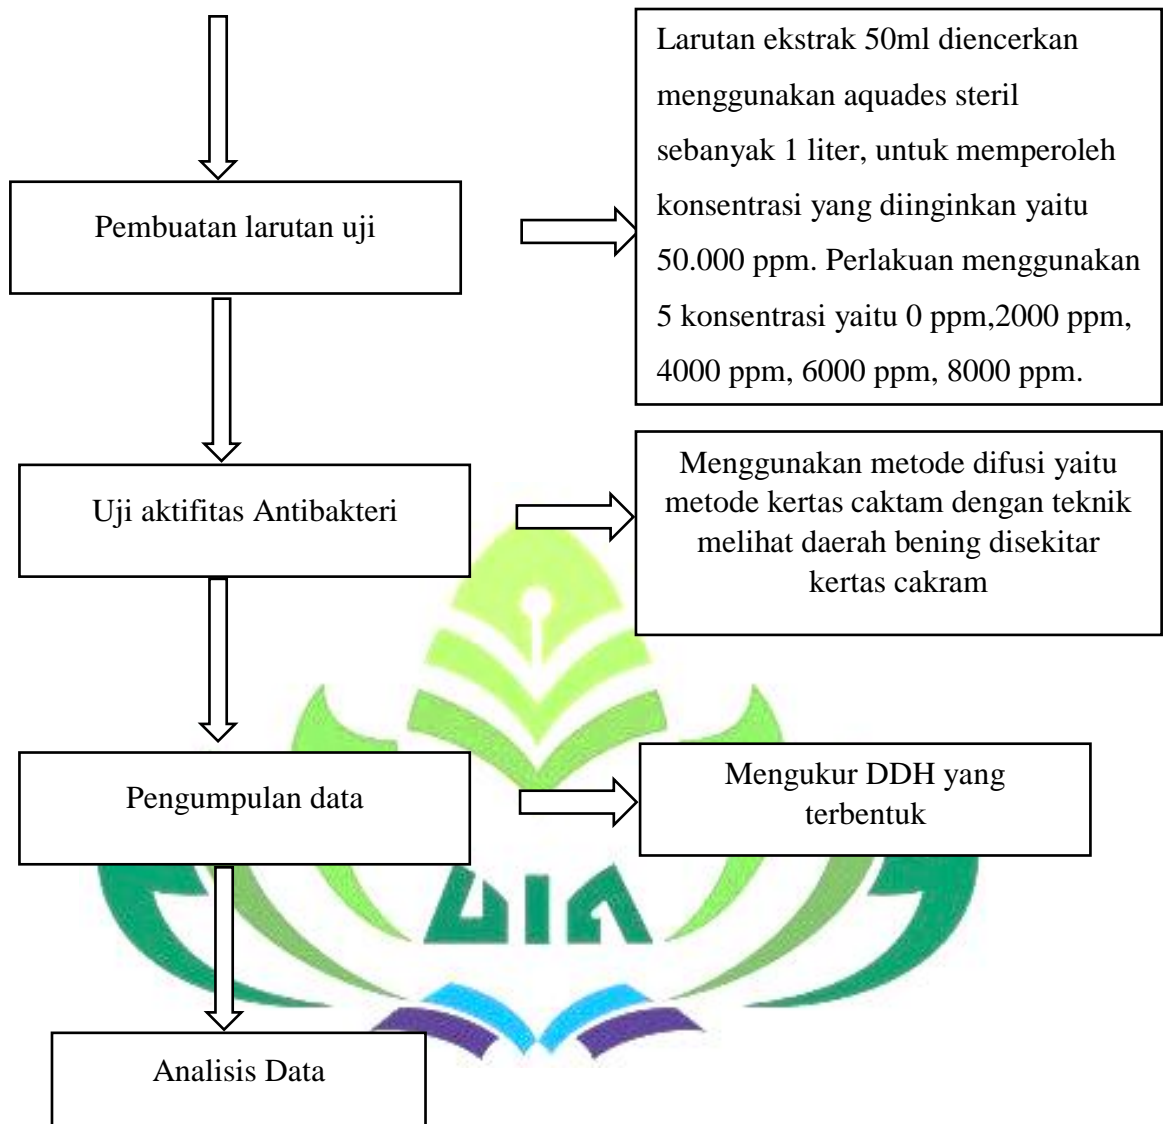 Larutan ekstrak 50ml diencerkan
menggunakan aquades steril
sebanyak 1 liter, untuk memperoleh
konsentrasi yang diinginkan yaitu
50.000 ppm. Perlakuan menggunakan
5 konsentrasi yaitu 0 ppm,2000 ppm,
4000 ppm, 6000 ppm, 8000 ppm.
Pembuatan larutan uji
Uji aktifitas Antibakteri
Menggunakan metode difusi yaitu
metode kertas caktam dengan teknik
melihat daerah bening disekitar
kertas cakram
Pengumpulan data
Mengukur DDH yang
terbentuk
UIN
Analisis Data